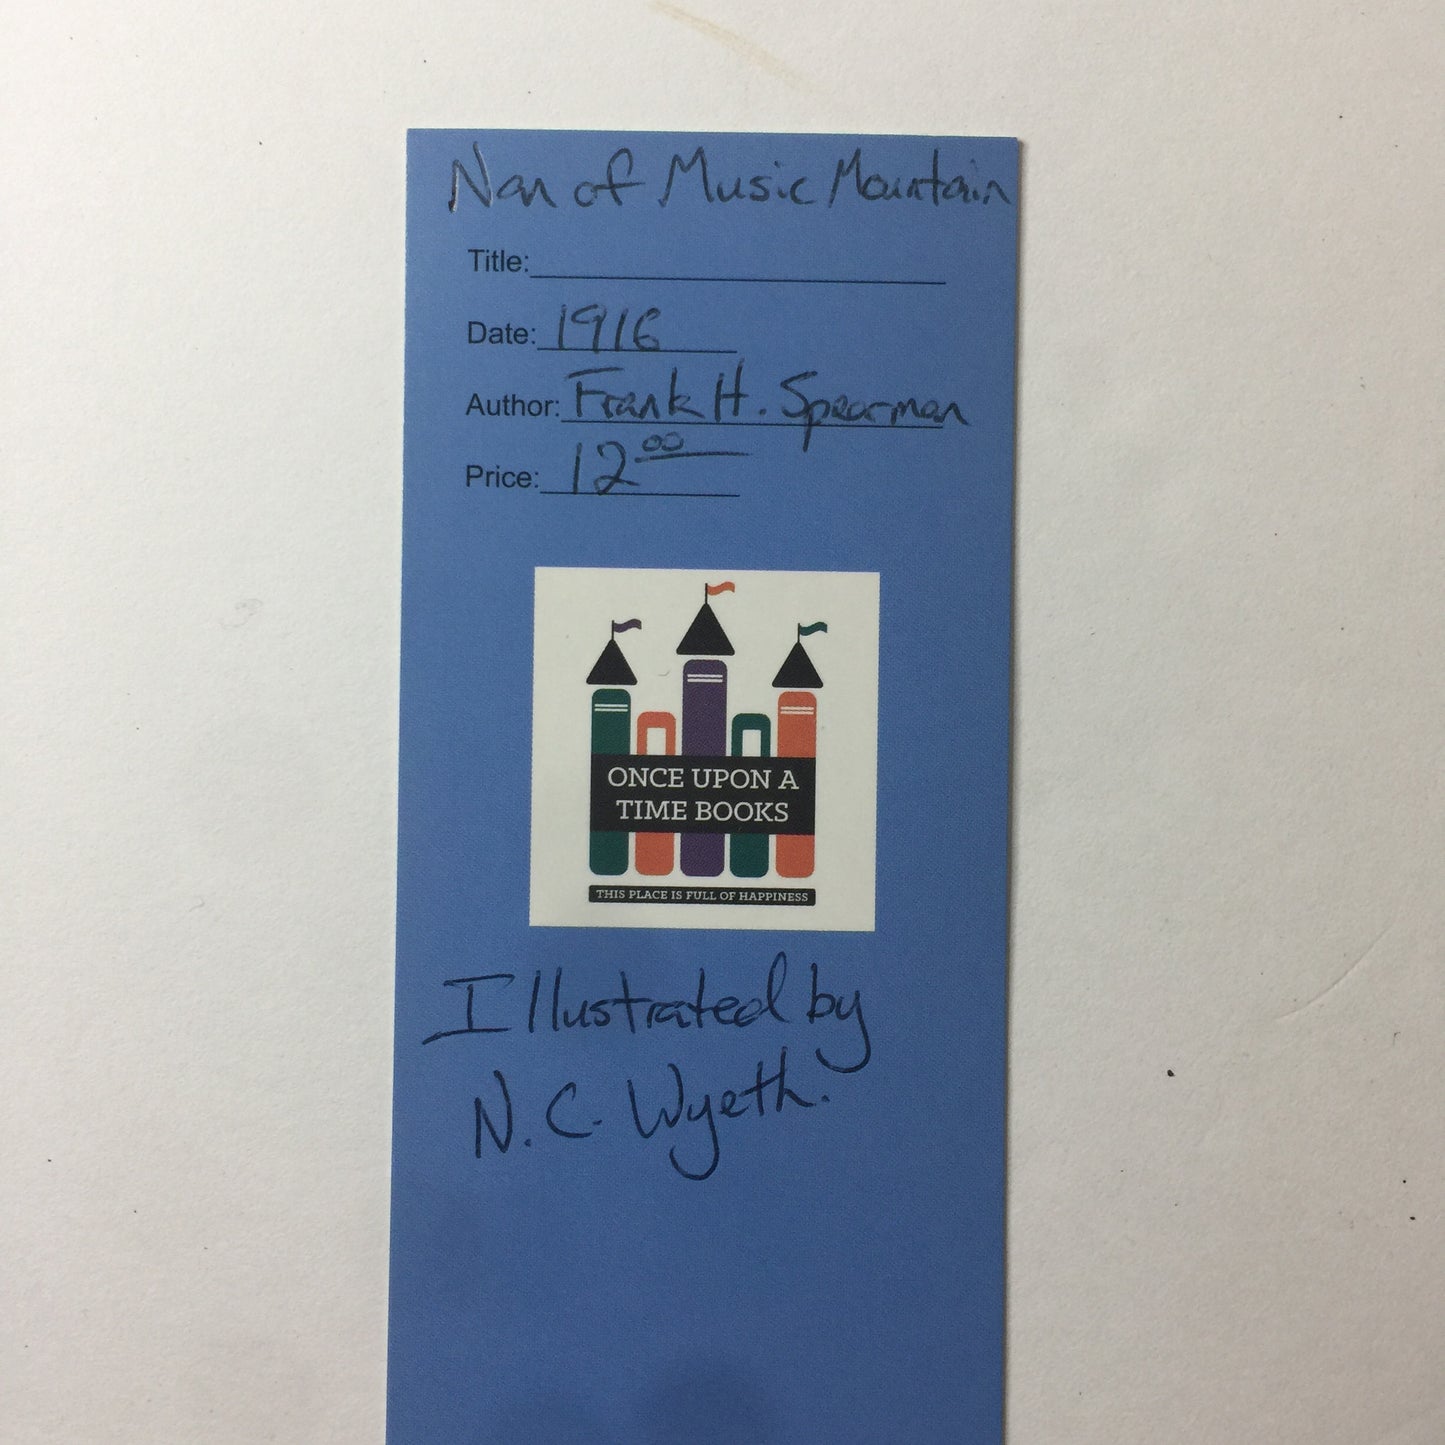 Nan of Music Mountain
Title:
Date: 1916
Author: Frank H. Spearman
Price: 12 00
ONCE UPON A
TIME BOOKS
THIS PLACE IS FULL OF HAPPINESS
Illustrated by
N. C. Wyeth.